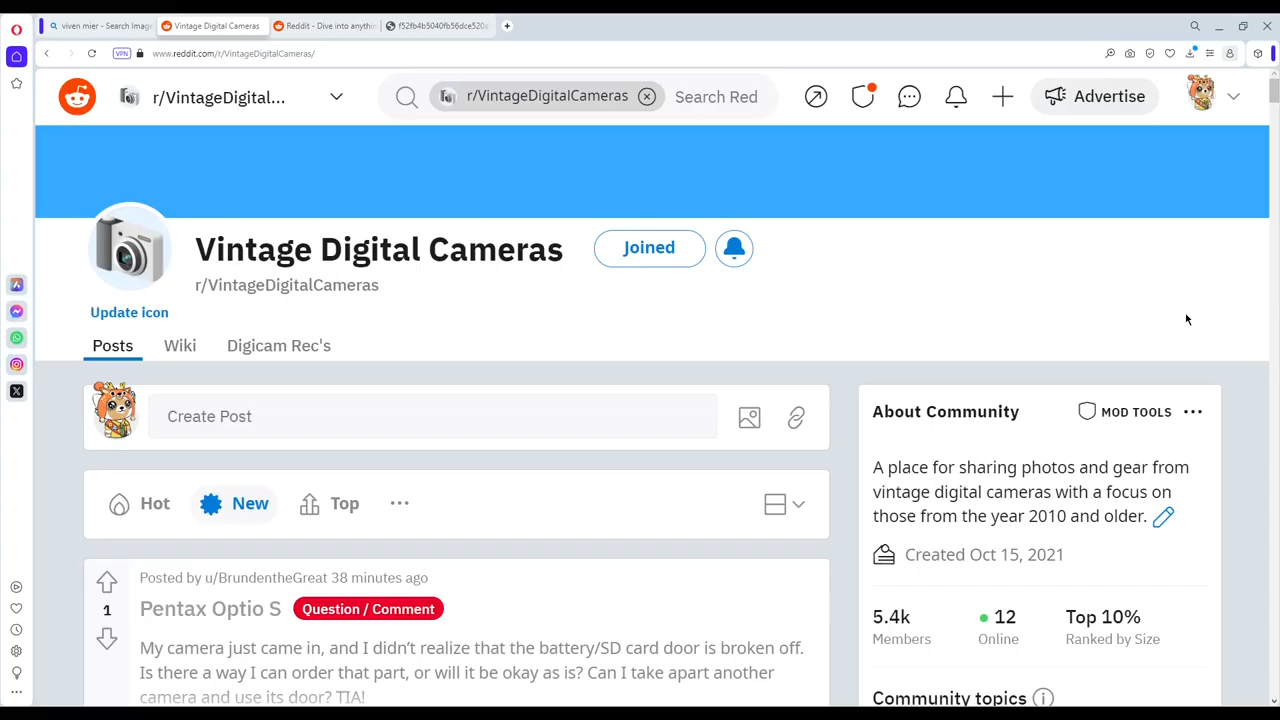 viven mier - Search Imag
Vintage Digital Cameras
Reddit - Dive into anythin
f52fb4b5040fb56dce520a
VPN
www.reddit.com/r/VintageDigitalCameras/
r/VintageDigital...
r/VintageDigitalCameras
Search Red
Advertise
Vintage Digital Cameras
Joined
r/VintageDigitalCameras
Update icon
Posts
Wiki
Digicam Rec's
Create Post
About Community
MOD TOOLS
A place for sharing photos and gear from
vintage digital cameras with a focus on
those from the year 2010 and older.
Created Oct 15, 2021
Hot
New
Top
5.4k
12
Top 10%
Members
Online
Ranked by Size
Community topics
Posted by u/BrundentheGreat 38 minutes ago
1
Pentax Optio S
Question / Comment
My camera just came in, and I didn't realize that the battery/SD card door is broken off.
Is there a way I can order that part, or will it be okay as is? Can I take apart another
camera and use its door? TIA!